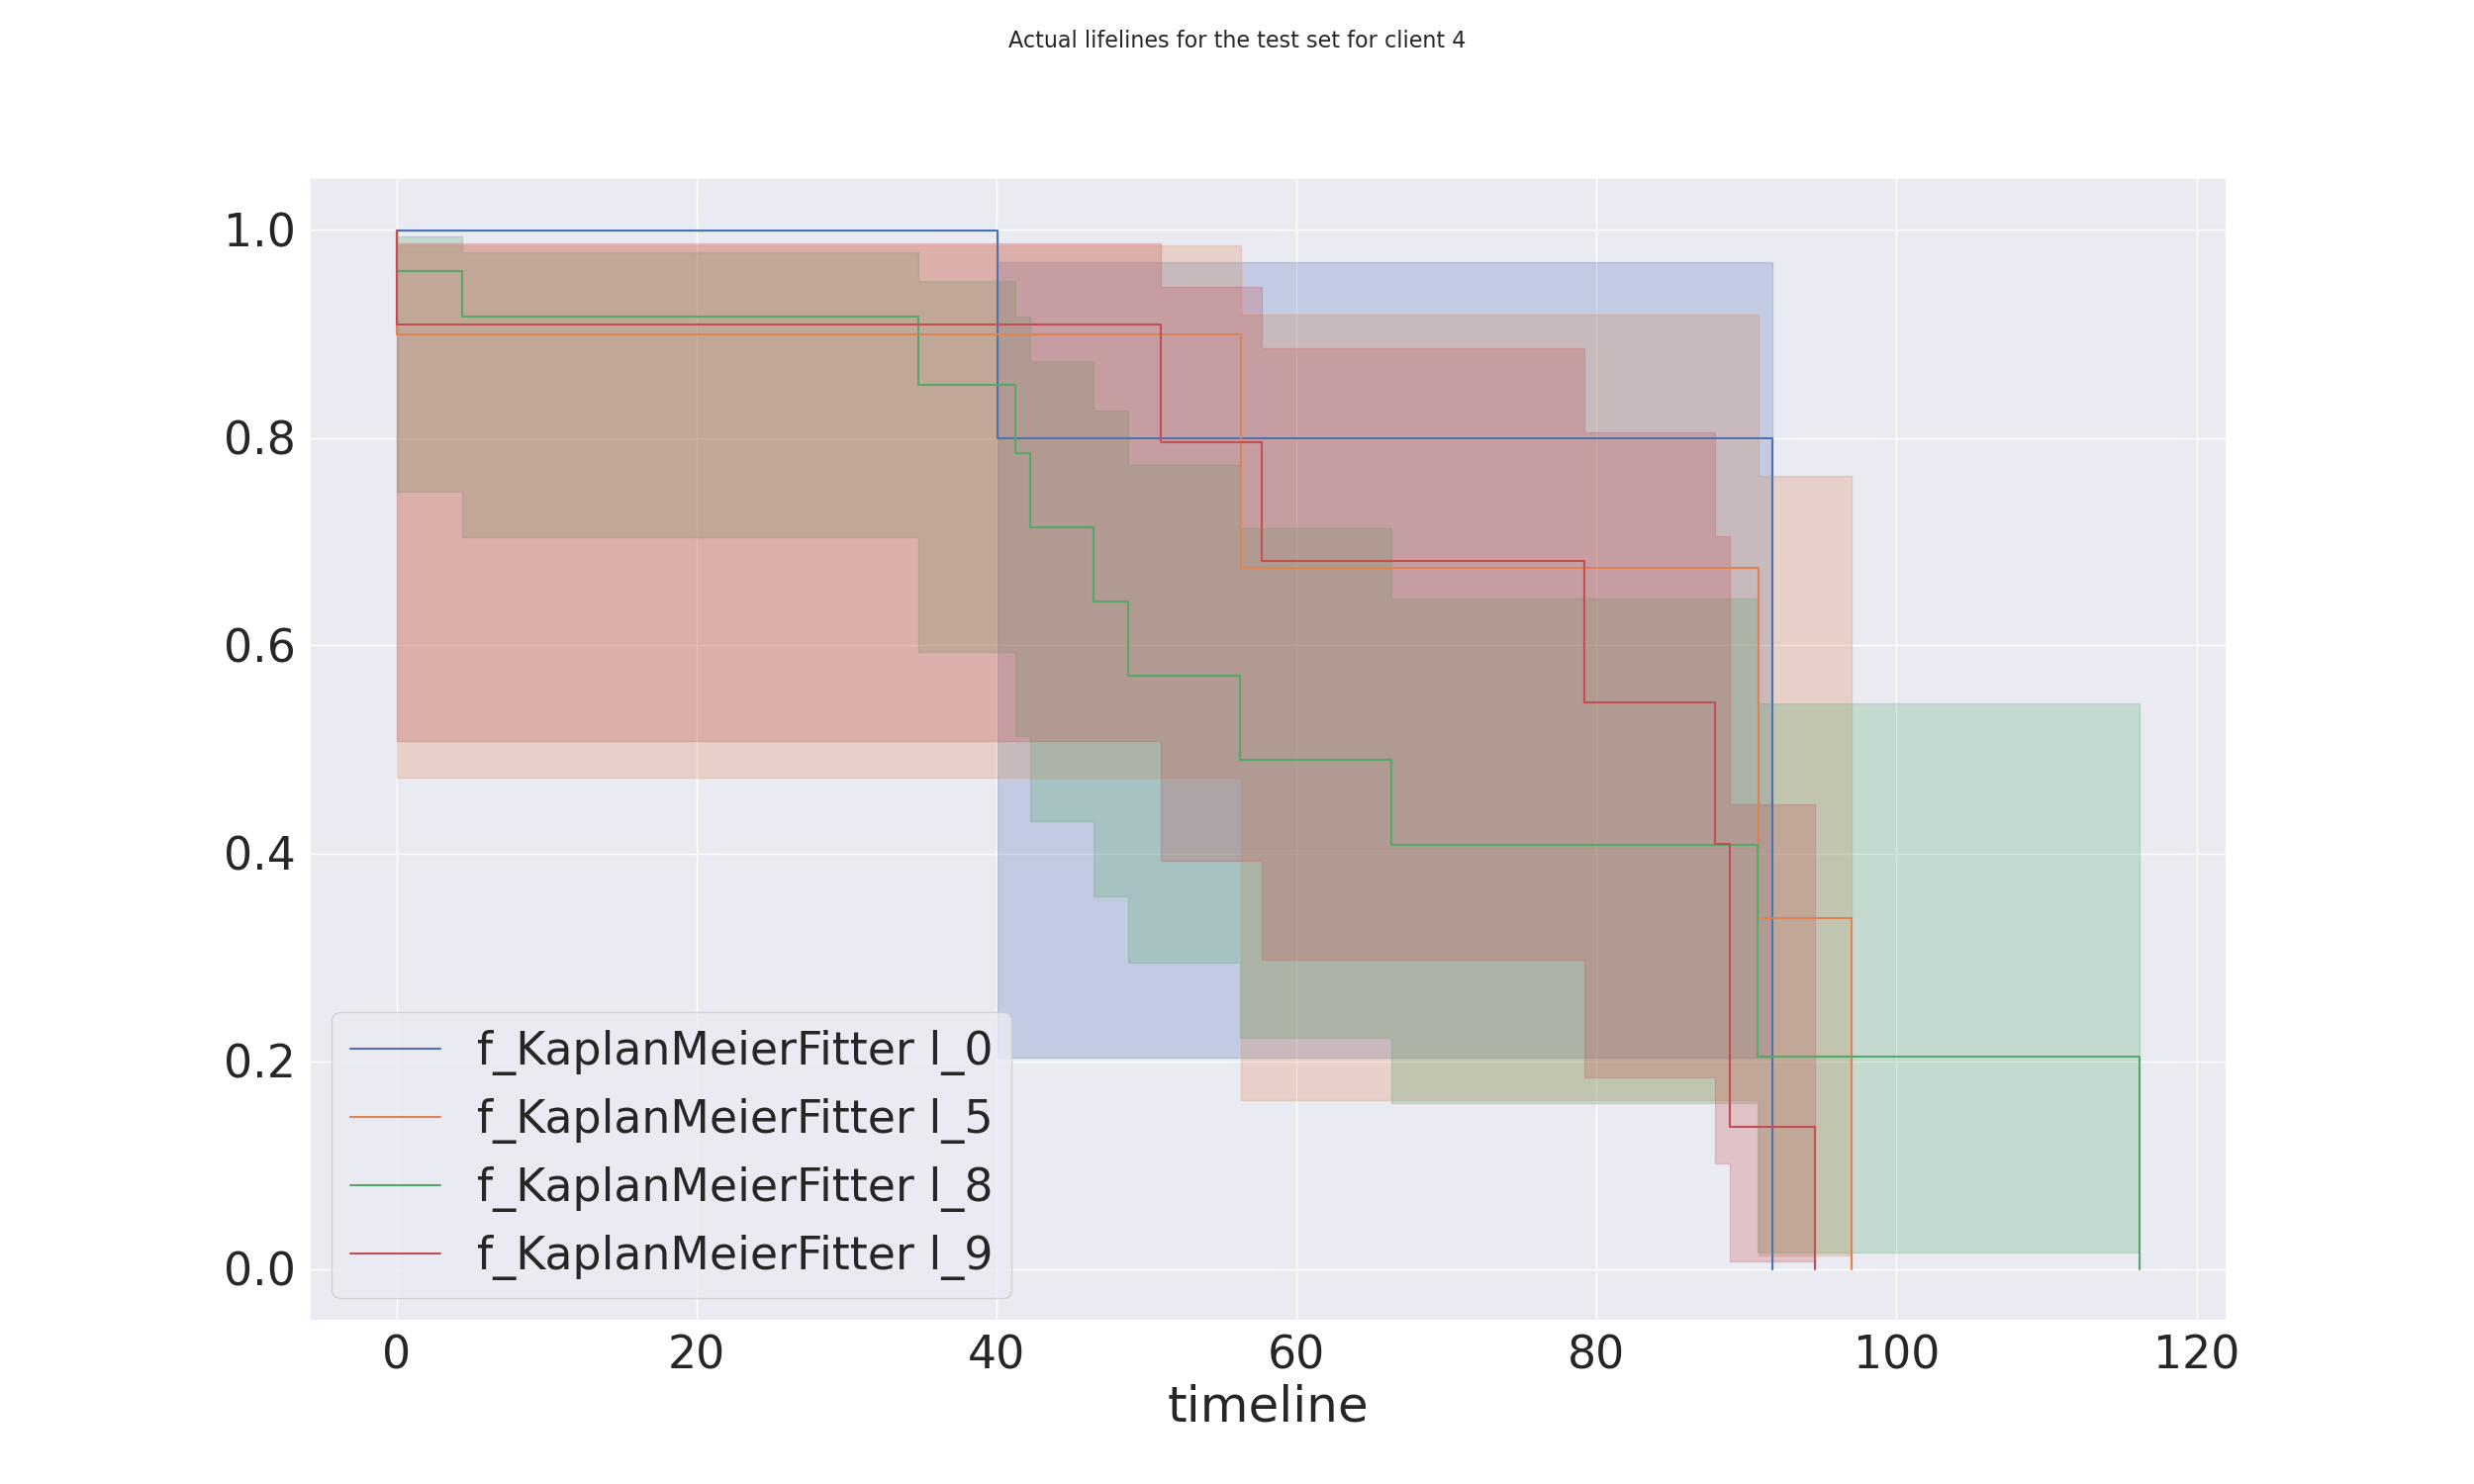 Actual lifelines for the test set for client 4
1.0
0.8
0.6
0.4
0.2
0.0
f_KaplanMeierFitter l_0
f_KaplanMeierFitter l_5
f_KaplanMeierFitter l_8
f_KaplanMeierFitter l_9
0 20 40 60 80 100 120
timeline